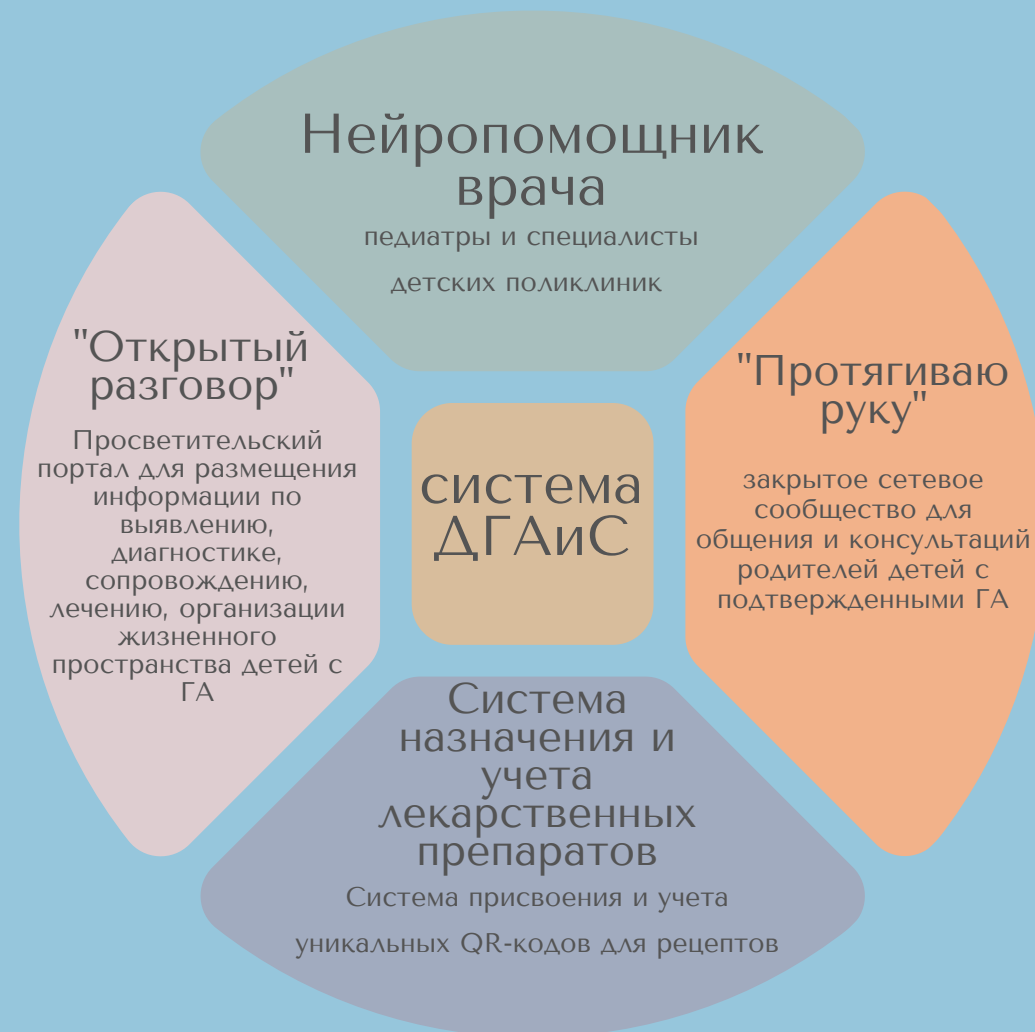 Нейропомощник
врача
педиатры и специалисты
детских поликлиник
"Открытый
разговор"
Просветительский
портал для размещения
информации по
выявлению,
диагностике,
сопровождению,
лечению, организации
жизненного
пространства детей с
ГА
система
ДГАиС
"Протягиваю
руку"
закрытое сетевое
сообщество для
общения и консультаций
родителей детей с
подтвержденными ГА
Система
назначения и
учета
лекарственных
препаратов
Система присвоения и учета
уникальных QR-кодов для рецептов